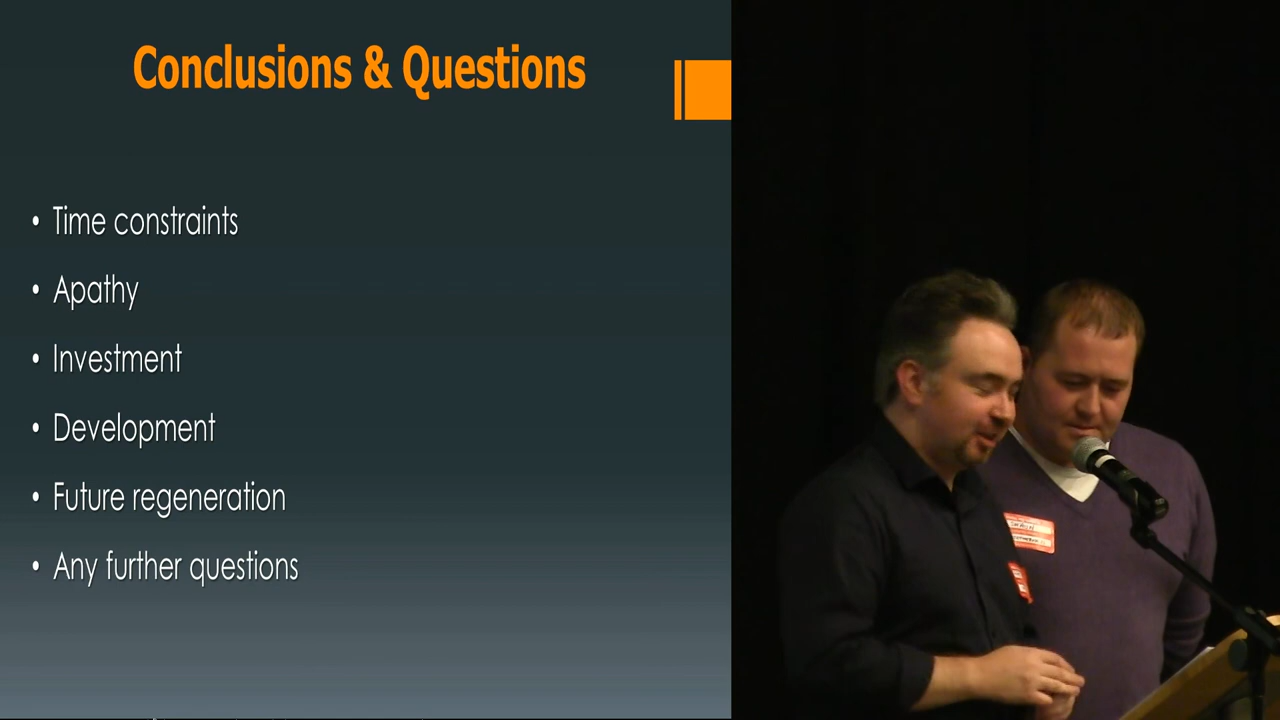 Conclusions & Questions
• Time constraints
• Apathy
• Investment
• Development
• Future regeneration
• Any further questions